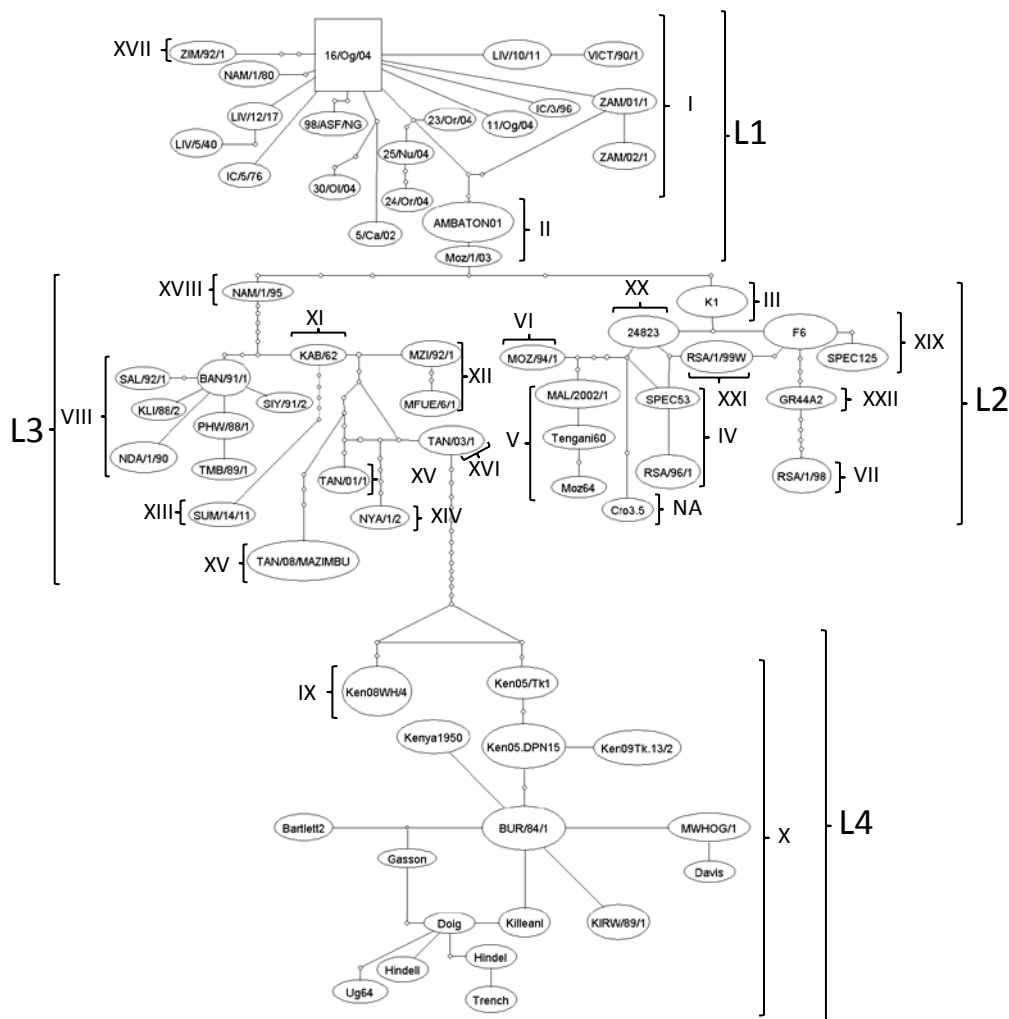 XVII
ZIM/92/1
16/Og/04
LIV/10/11
VICT/90/1
NAM/1/80
LIV/12/17
98/ASF/NG
23/Or/04
11/Og/04
IC/3/96
ZAM/01/1
I
L1
LIV/5/40
IC/5/76
30/Ol/04
25/Nu/04
24/Or/04
ZAM/02/1
5/Ca/02
AMBATON01
II
Moz/1/03
XVIII
NAM/1/95
XI
XX
K1
III
VI
24823
F6
XIX
KAB/62
MZI/92/1
MOZ/94/1
RSA/1/99W
SPEC125
SAL/92/1
BAN/91/1
XII
XXI
L3
VIII
KLI/88/2
SIY/91/2
MFUE/6/1
MAL/2002/1
SPEC53
GR44A2
XXII
L2
PHW/88/1
V
IV
NDA/1/90
TMB/89/1
TAN/03/1
Tengani60
TAN/01/1
XV
XVI
Moz64
RSA/96/1
RSA/1/98
VII
XIII
SUM/14/11
NYA/1/2
XIV
Cro3.5
NA
XV
TAN/08/MAZIMBU
IX
Ken08WH/4
Ken05/Tk1
Kenya1950
Ken05.DPN15
Ken09Tk.13/2
Bartlett2
BUR/84/1
MWHOG/1
X
L4
Gasson
Davis
Doig
Killeanl
KIRW/89/1
Hindell
Hindel
Ug64
Trench